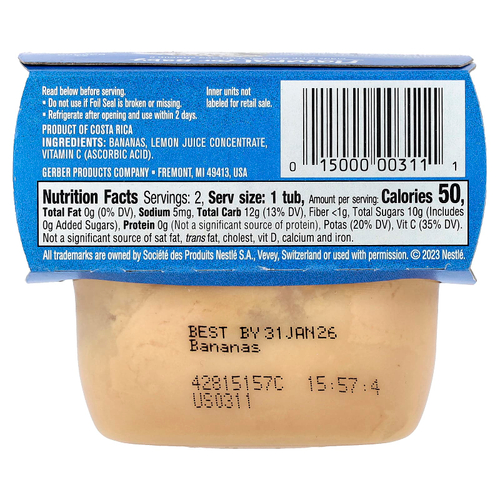 Read below before serving.
• Do not use if Foil Seal is broken or missing.
• Refrigerate after opening and use within 2 days.
Inner units not
labeled for retail sale.
PRODUCT OF COSTA RICA
INGREDIENTS: BANANAS, LEMON JUICE CONCENTRATE,
VITAMIN C (ASCORBIC ACID).
GERBER PRODUCTS COMPANY • FREMONT, MI 49413, USA
0 15000 00311 1
Nutrition Facts Servings: 2, Serv size: 1 tub, Amount per serving: Calories 50,
Total Fat 0g (0% DV), Sodium 5mg, Total Carb 12g (13% DV), Fiber <1g, Total Sugars 10g (Includes
0g Added Sugars), Protein 0g (Not a significant source of protein), Potas (20% DV), Vit C (35% DV).
Not a significant source of sat fat, trans fat, cholest, vit D, calcium and iron.
All trademarks are owned by Société des Produits Nestlé S.A., Vevey, Switzerland or used with permission. © 2023 Nestlé.
BEST BY 31JAN26
Bananas
42815157C 15:57:4
US0311